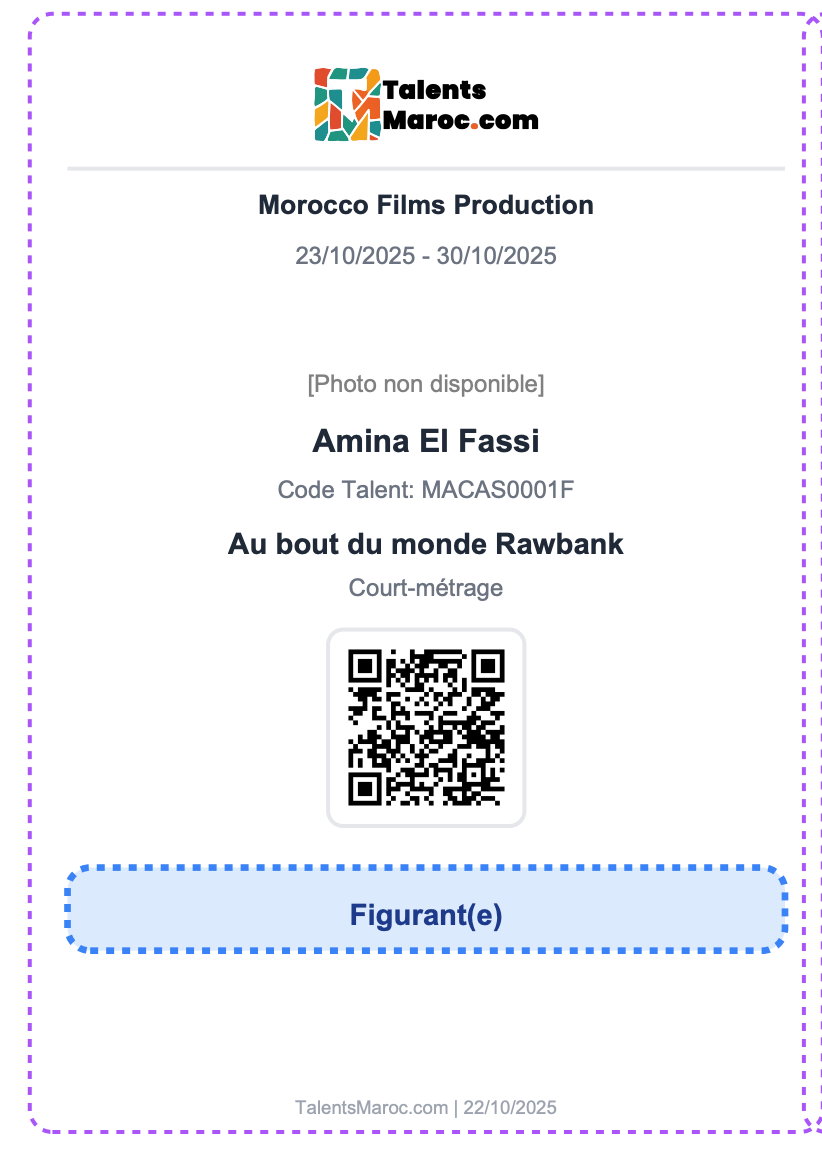 Talents
Maroc.com
Morocco Films Production
23/10/2025 - 30/10/2025
[Photo non disponible]
Amina El Fassi
Code Talent: MACAS0001F
Au bout du monde Rawbank
Court-métrage
Figurant(e)
TalentsMaroc.com | 22/10/2025